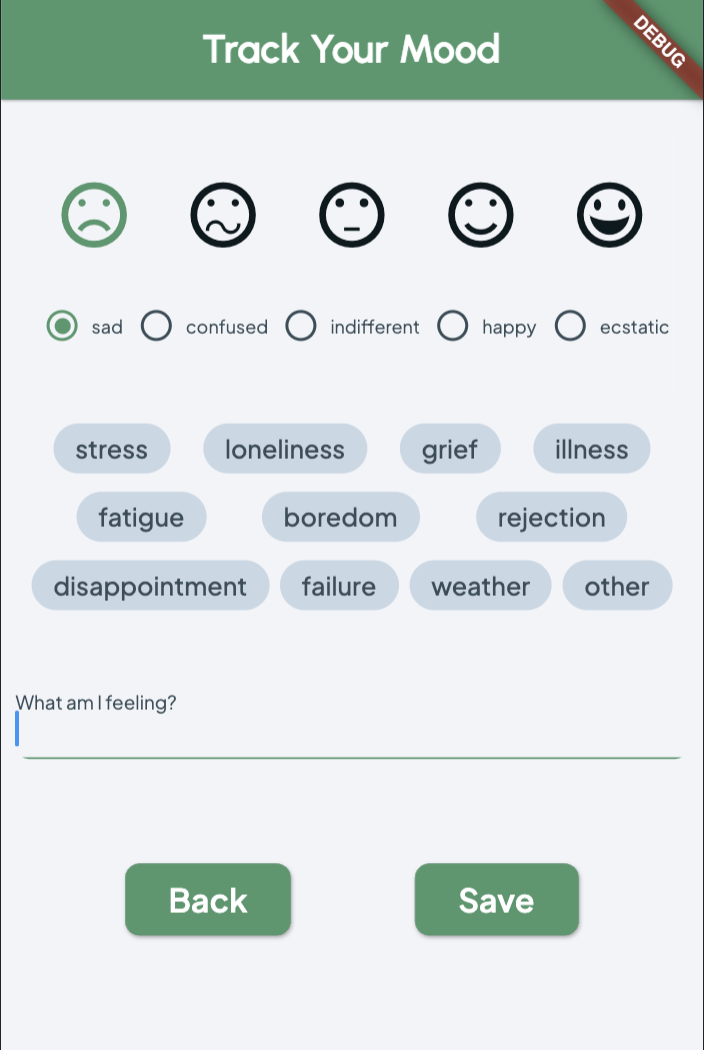 Track Your Mood
DEBUG
sad confused indifferent happy ecstatic
stress loneliness grief illness
fatigue boredom rejection
disappointment failure weather other
What am I feeling?
Back Save